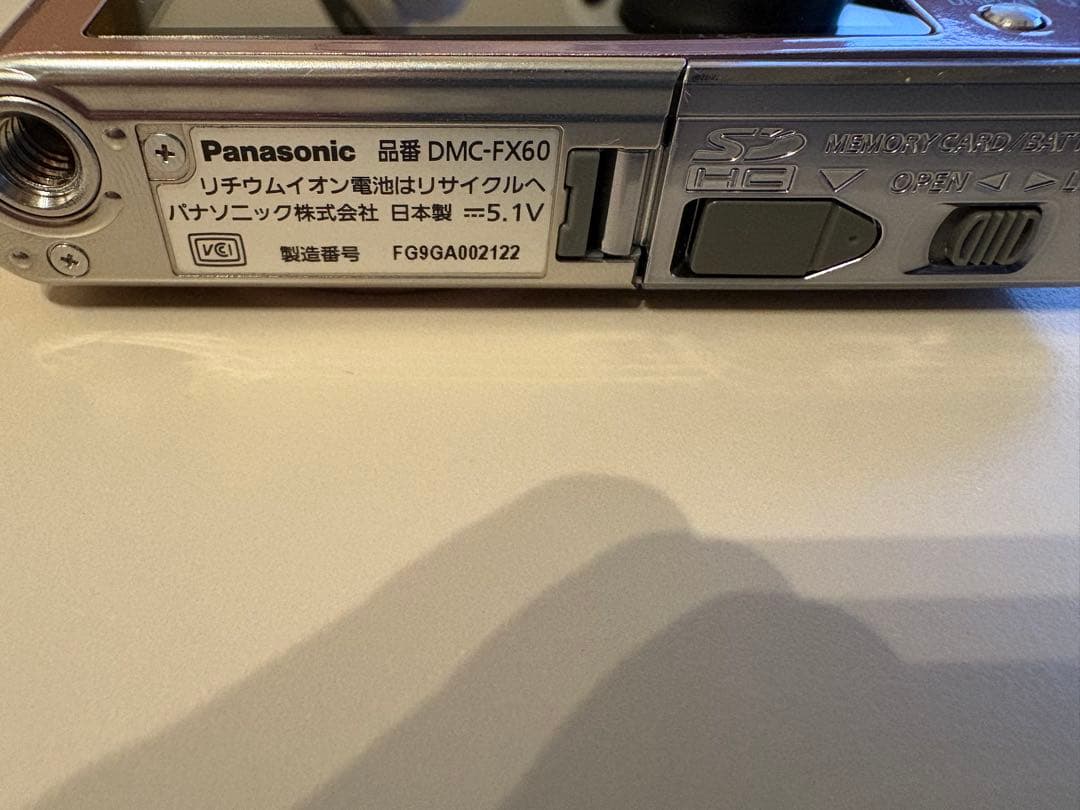 Panasonic 品番 DMC-FX60
リチウムイオン電池はリサイクルへ
パナソニック株式会社 日本製 ⎓5.1V
VCI 製造番号 FG9GA002122
SD MEMORY CARD/BATT
HC OPEN ◁ ▷ L